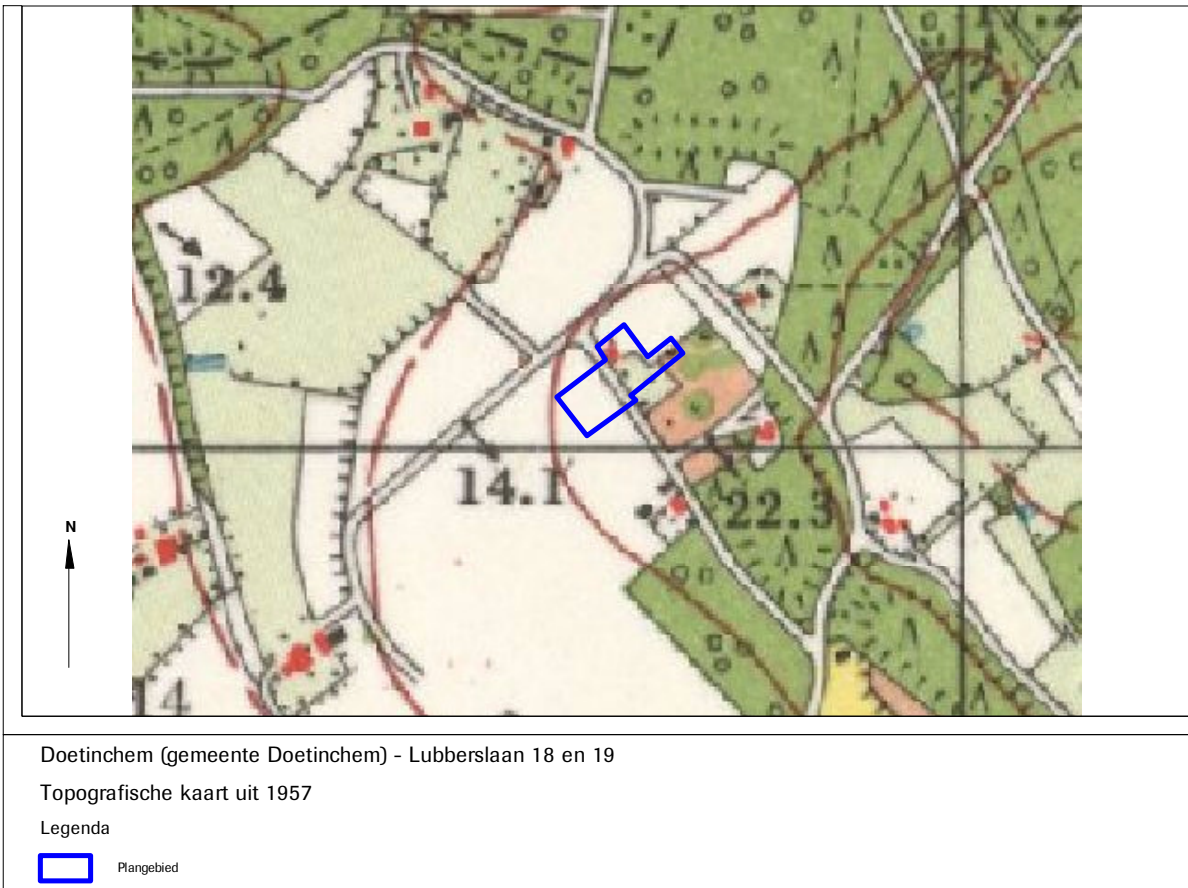 12.4
14.1
22.3
N
14
Doetinchem (gemeente Doetinchem) - Lubberslaan 18 en 19
Topografische kaart uit 1957
Legenda
Plangebied